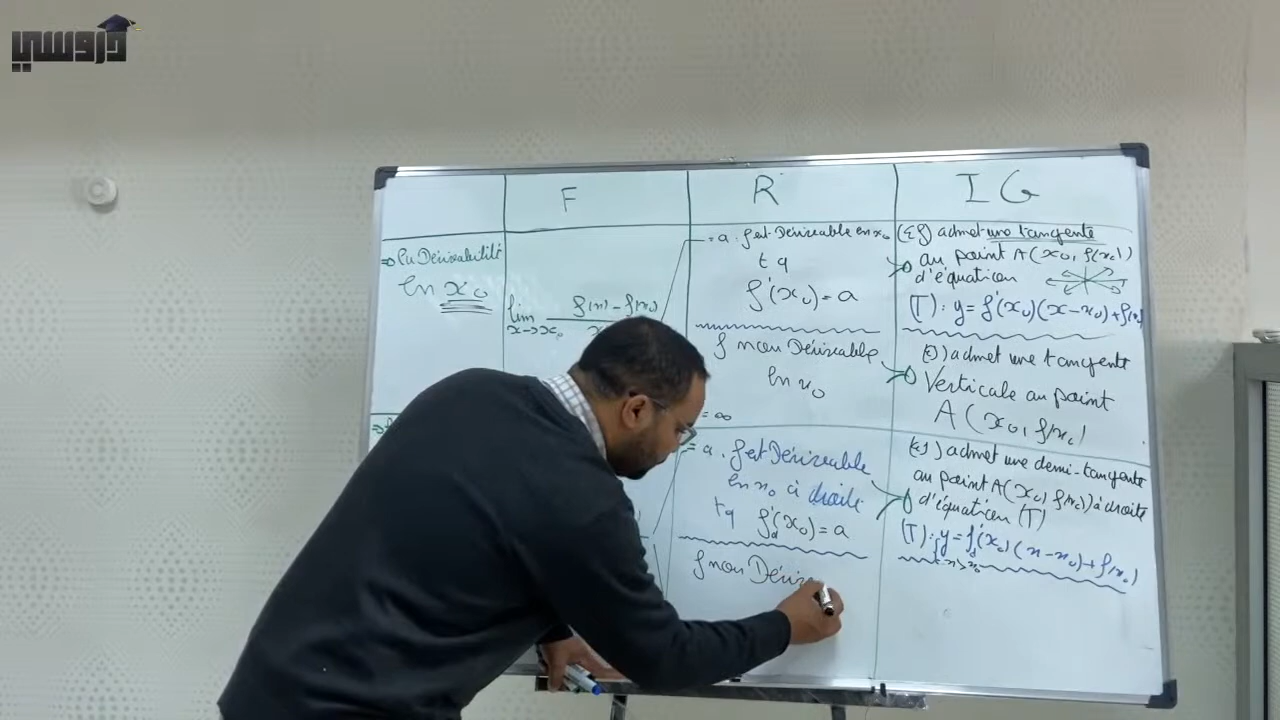 دروسي
F
R
I G
⇒ la Dérivabilité
en x₀
lim f(x) - f(x₀)
x→x₀
= a . f est Dérivable en x₀
tq
f'(x₀) = a
f non Dérivable
en x₀
= ∞
= a . f est Dérivable
en x₀ à droite
tq f'd(x₀) = a
f non Dériv
(Cf) admet une tangente
au point A(x₀, f(x₀))
d'équation
(T): y = f'(x₀)(x-x₀)+f(x₀)
admet une tangente
Verticale au point
A(x₀, f(x₀)
admet une demi-tangente
au point A(x₀, f(x₀)) à droite
d'équation (T)
(T): y = f'd(x₀)(x-x₀)+f(x₀)
x>x₀